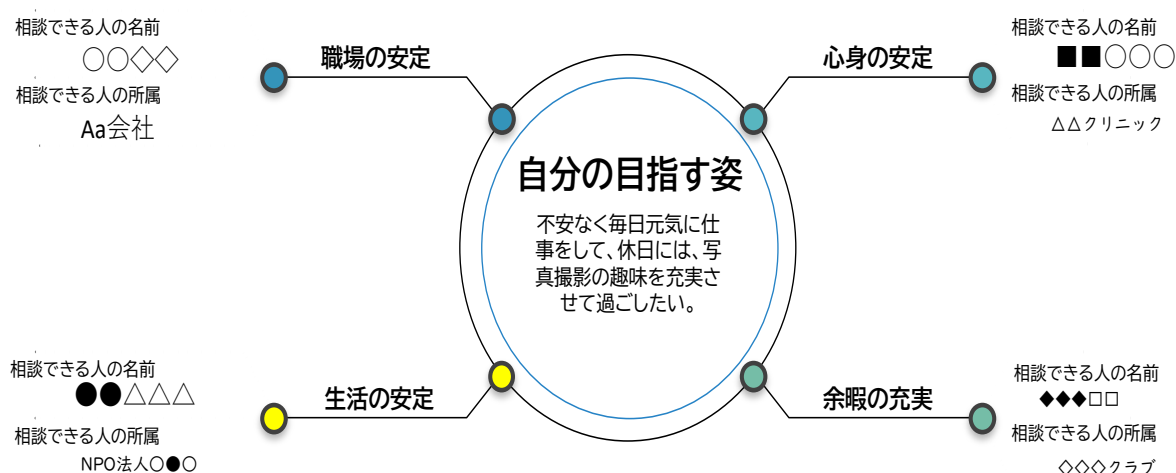 相談できる人の名前
○○◇◇
相談できる人の所属
Aa会社
職場の安定
心身の安定
相談できる人の名前
■■○○○
相談できる人の所属
△△クリニック
自分の目指す姿
不安なく毎日元気に仕
事をして、休日には、写
真撮影の趣味を充実さ
せて過ごしたい。
相談できる人の名前
●●△△△
相談できる人の所属
NPO法人○●○
生活の安定
余暇の充実
相談できる人の名前
◆◆◆□□
相談できる人の所属
◇◇◇クラブ